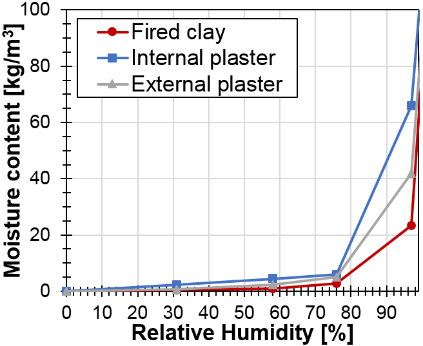 100
80
60
40
20
0
Moisture content [kg/m³]
Fired clay
Internal plaster
External plaster
0 10 20 30 40 50 60 70 80 90
Relative Humidity [%]